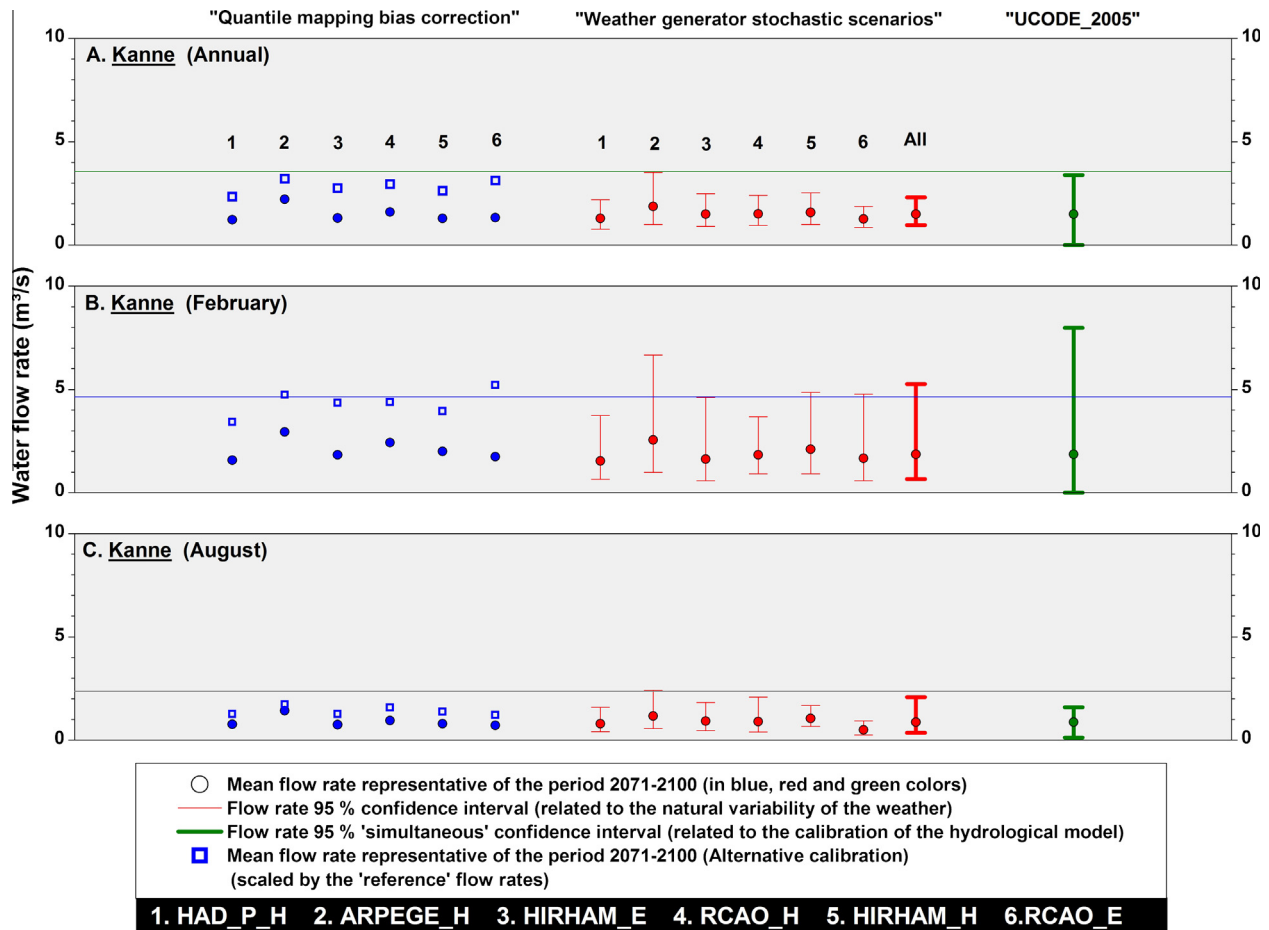 "Quantile mapping bias correction" "Weather generator stochastic scenarios" "UCODE_2005"
Water flow rate (m³/s)
10 10
A. Kanne (Annual)
1 2 3 4 5 6 1 2 3 4 5 6 All
5 5
0 0
10 10
B. Kanne (February)
5 5
0 0
10 10
C. Kanne (August)
5 5
0 0
Mean flow rate representative of the period 2071-2100 (in blue, red and green colors)
Flow rate 95 % confidence interval (related to the natural variability of the weather)
Flow rate 95 % 'simultaneous' confidence interval (related to the calibration of the hydrological model)
Mean flow rate representative of the period 2071-2100 (Alternative calibration)
(scaled by the 'reference' flow rates)
1. HAD_P_H 2. ARPEGE_H 3. HIRHAM_E 4. RCAO_H 5. HIRHAM_H 6.RCAO_E